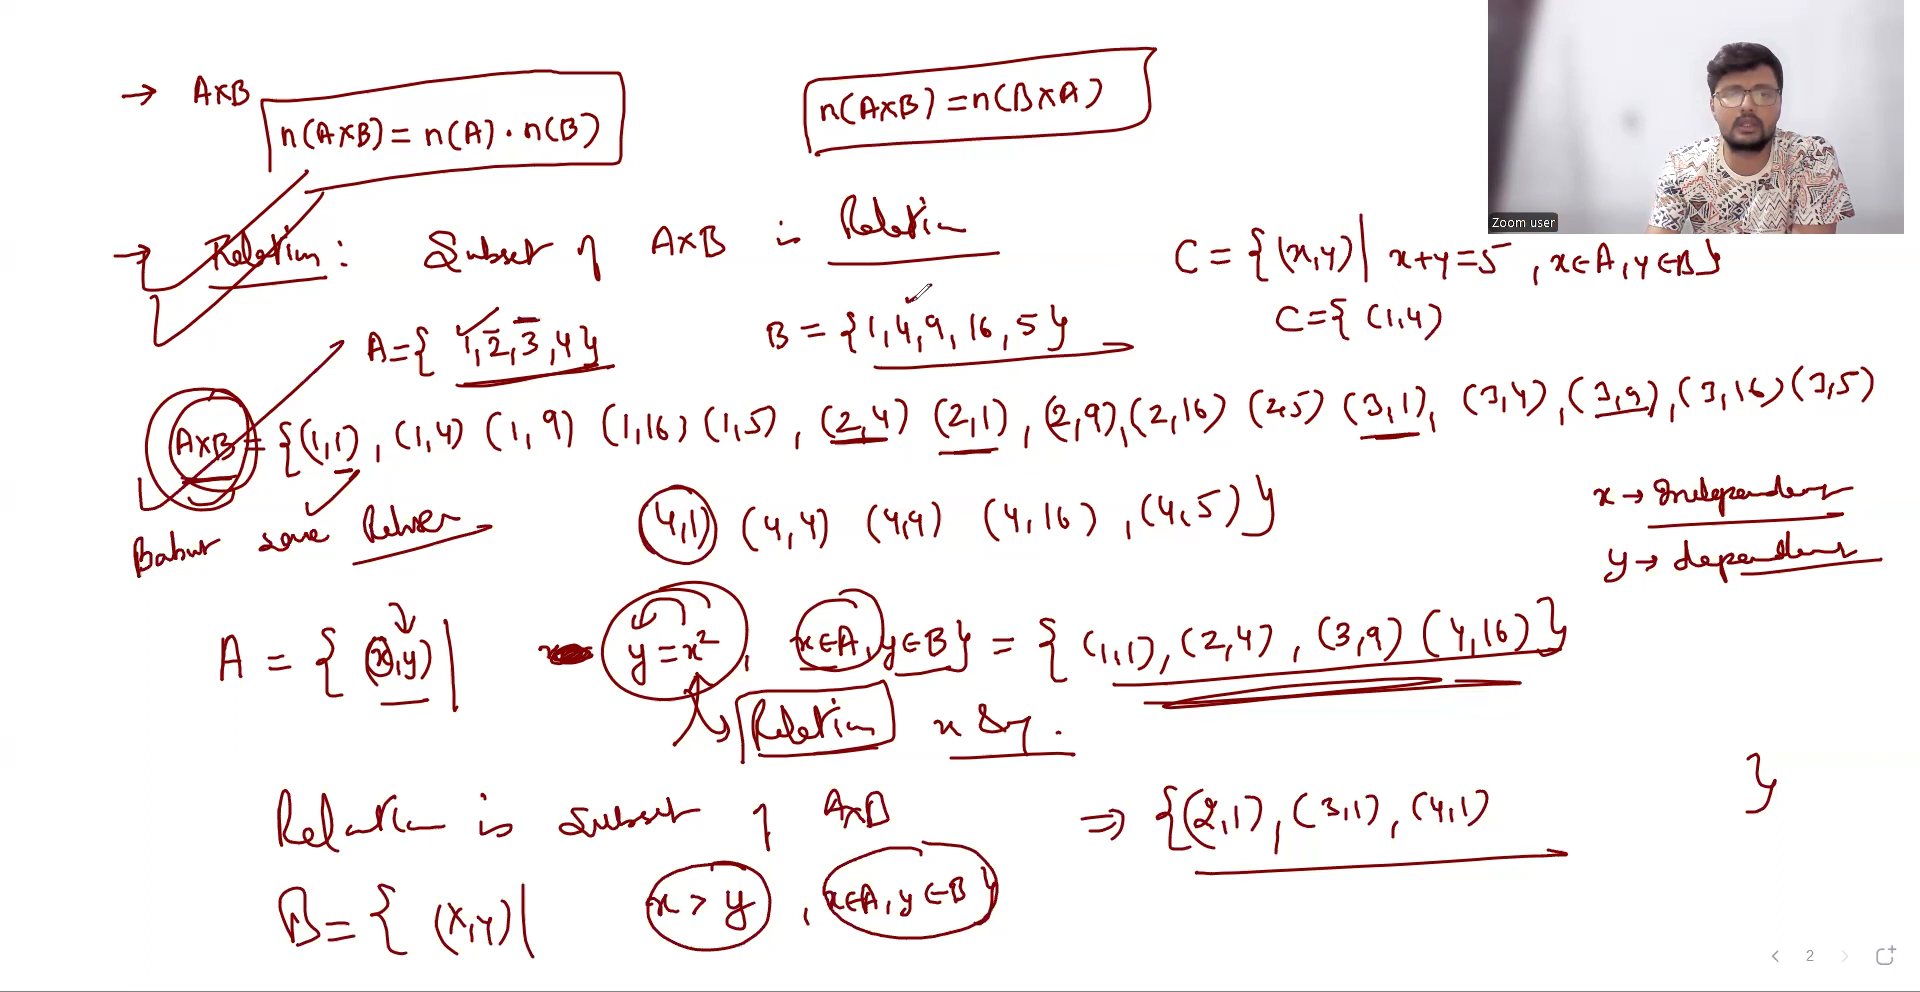 → A×B
n(A×B) = n(A) · n(B)
n(A×B) = n(B×A)
Zoom user
→ Relation : Subset of A×B is Relation
C = {(x,y)| x+y=5 , x∈A, y∈B}
C={ (1,4)
A={ 1,2,3,4}
B = {1,4,9,16,5}
A×B = {(1,1), (1,4) (1,9) (1,16) (1,5), (2,4) (2,1), (2,9),(2,16) (2,5) (3,1), (3,4),(3,9),(3,16)(3,5)
(4,1) (4,4) (4,9) (4,16) ,(4,5)}
x → Independent
y → dependent
A = { (x,y)| y=x², x∈A, y∈B} = { (1,1),(2,4), (3,9) (4,16)}
Relation x & y.
Relation is subset of A×B ⇒ {(2,1), (3,1), (4,1) }
B = { (x,y)| x > y , x∈A, y∈B}
2